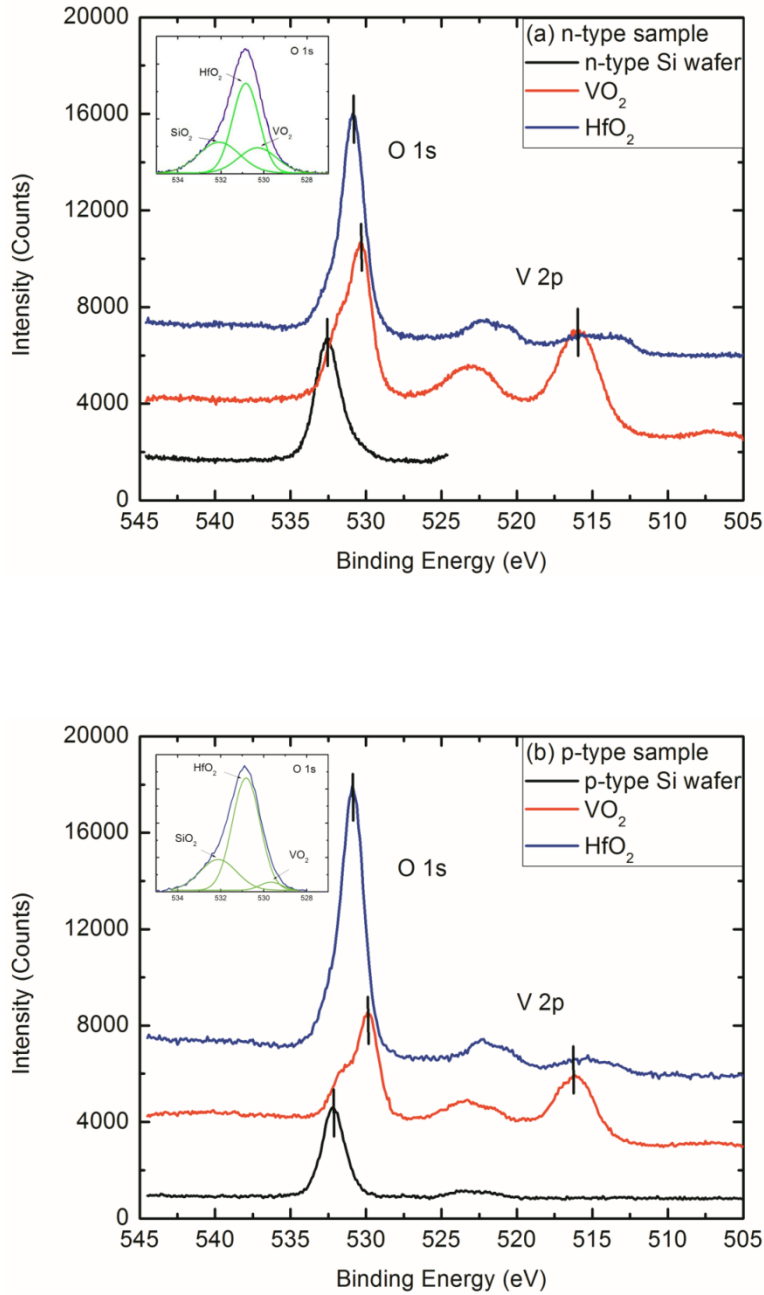 20000
16000
12000
8000
4000
0
Intensity (Counts)
(a) n-type sample
n-type Si wafer
VO₂
HfO₂
O 1s
HfO₂
SiO₂
VO₂
534 532 530 528
O 1s
V 2p
545 540 535 530 525 520 515 510 505
Binding Energy (eV)
20000
16000
12000
8000
4000
0
Intensity (Counts)
(b) p-type sample
p-type Si wafer
VO₂
HfO₂
HfO₂
O 1s
SiO₂
VO₂
534 532 530 528
O 1s
V 2p
545 540 535 530 525 520 515 510 505
Binding Energy (eV)